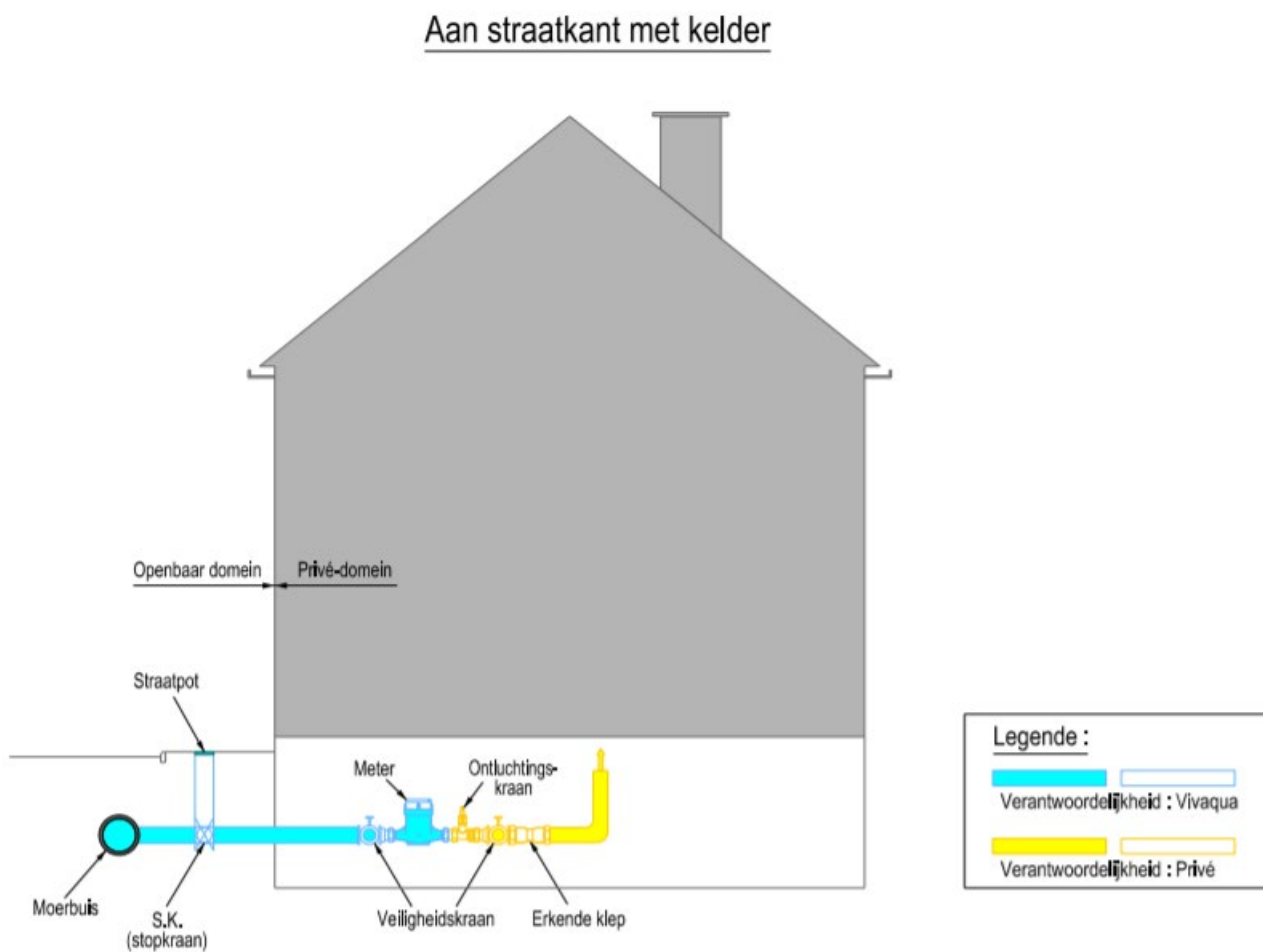 Aan straatkant met kelder
Openbaar domein
Privé-domein
Straatpot
Meter
Ontluchtings-
kraan
Moerbuis
S.K.
(stopkraan)
Veiligheidskraan
Erkende klep
Legende :
Verantwoordelijkheid : Vivaqua
Verantwoordelijkheid : Privé